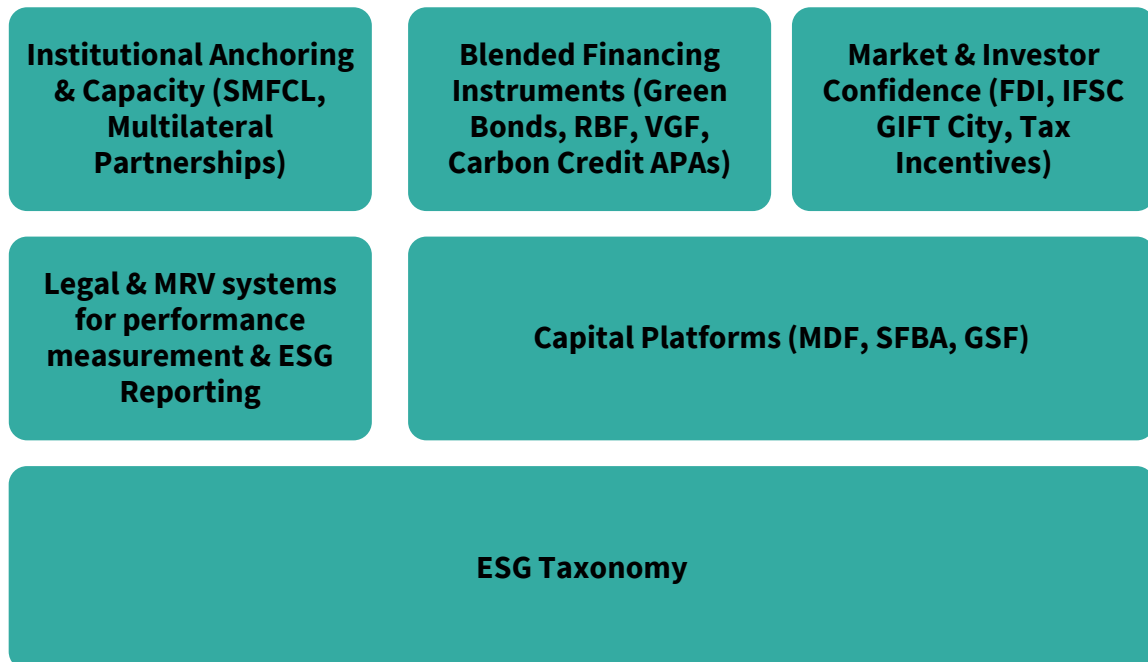 Institutional Anchoring
& Capacity (SMFCL,
Multilateral
Partnerships)
Blended Financing
Instruments (Green
Bonds, RBF, VGF,
Carbon Credit APAs)
Market & Investor
Confidence (FDI, IFSC
GIFT City, Tax
Incentives)
Legal & MRV systems
for performance
measurement & ESG
Reporting
Capital Platforms (MDF, SFBA, GSF)
ESG Taxonomy